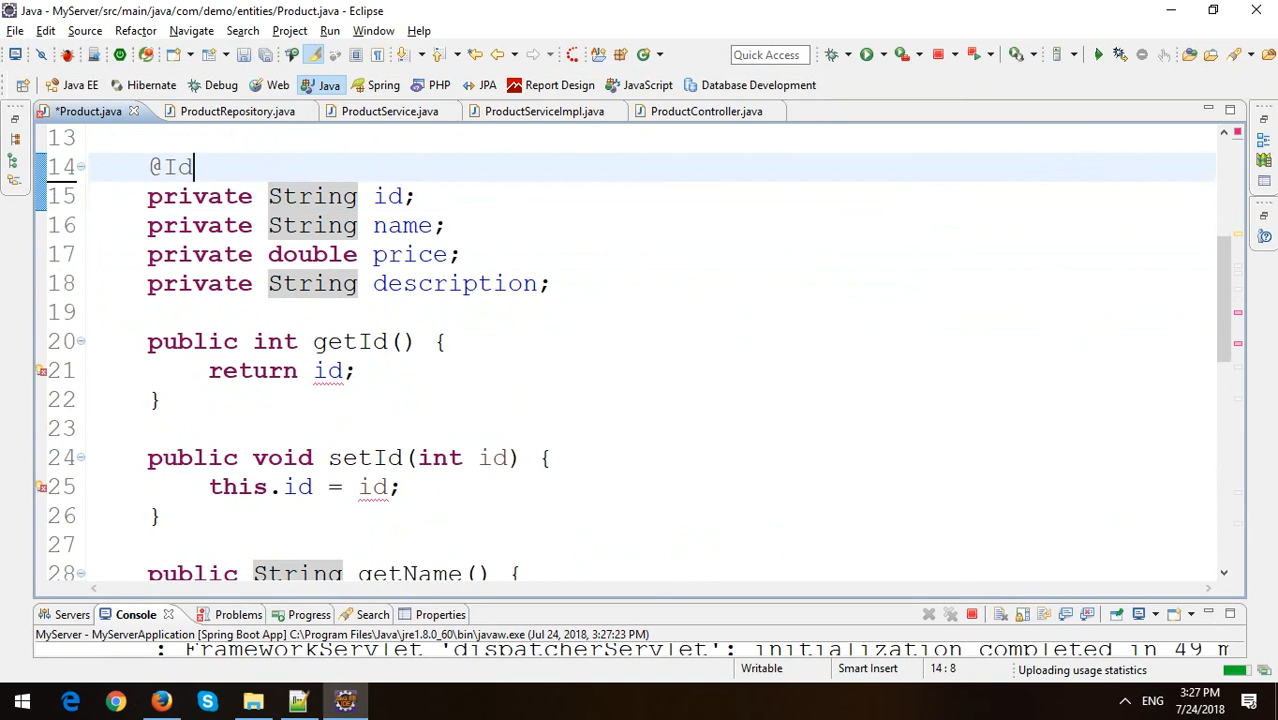 Java - MyServer/src/main/java/com/demo/entities/Product.java - Eclipse
File Edit Source Refactor Navigate Search Project Run Window Help
Quick Access
Java EE Hibernate Debug Web Java Spring PHP JPA Report Design JavaScript Database Development
*Product.java ProductRepository.java ProductService.java ProductServiceImpl.java ProductController.java
13
14 @Id
15 private String id;
16 private String name;
17 private double price;
18 private String description;
19
20 public int getId() {
21 return id;
22 }
23
24 public void setId(int id) {
25 this.id = id;
26 }
27
28 public String getName() {
Servers Console Problems Progress Search Properties
MyServer - MyServerApplication [Spring Boot App] C:\Program Files\Java\jre1.8.0_60\bin\javaw.exe (Jul 24, 2018, 3:27:23 PM)
: FrameworkServlet 'dispatcherServlet': initialization completed in 49 m
Writable Smart Insert 14 : 8 Uploading usage statistics
ENG 3:27 PM
7/24/2018